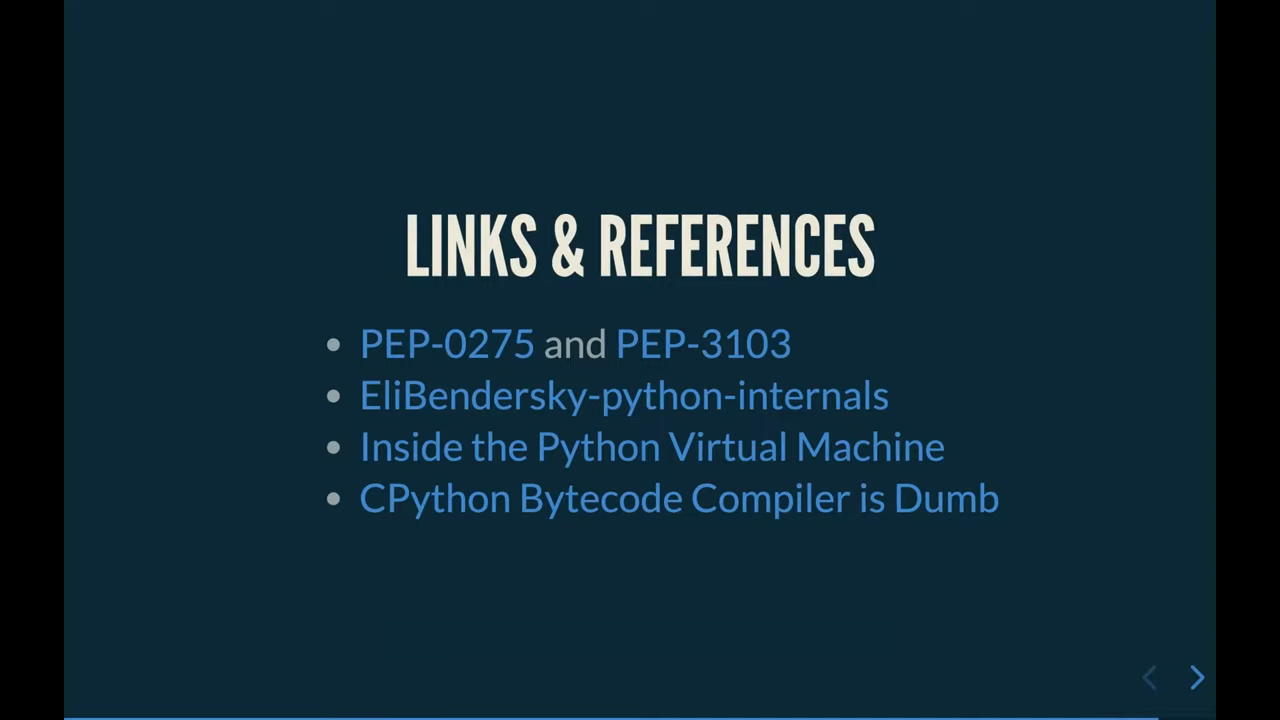 LINKS & REFERENCES
PEP-0275 and PEP-3103
EliBendersky-python-internals
Inside the Python Virtual Machine
CPython Bytecode Compiler is Dumb